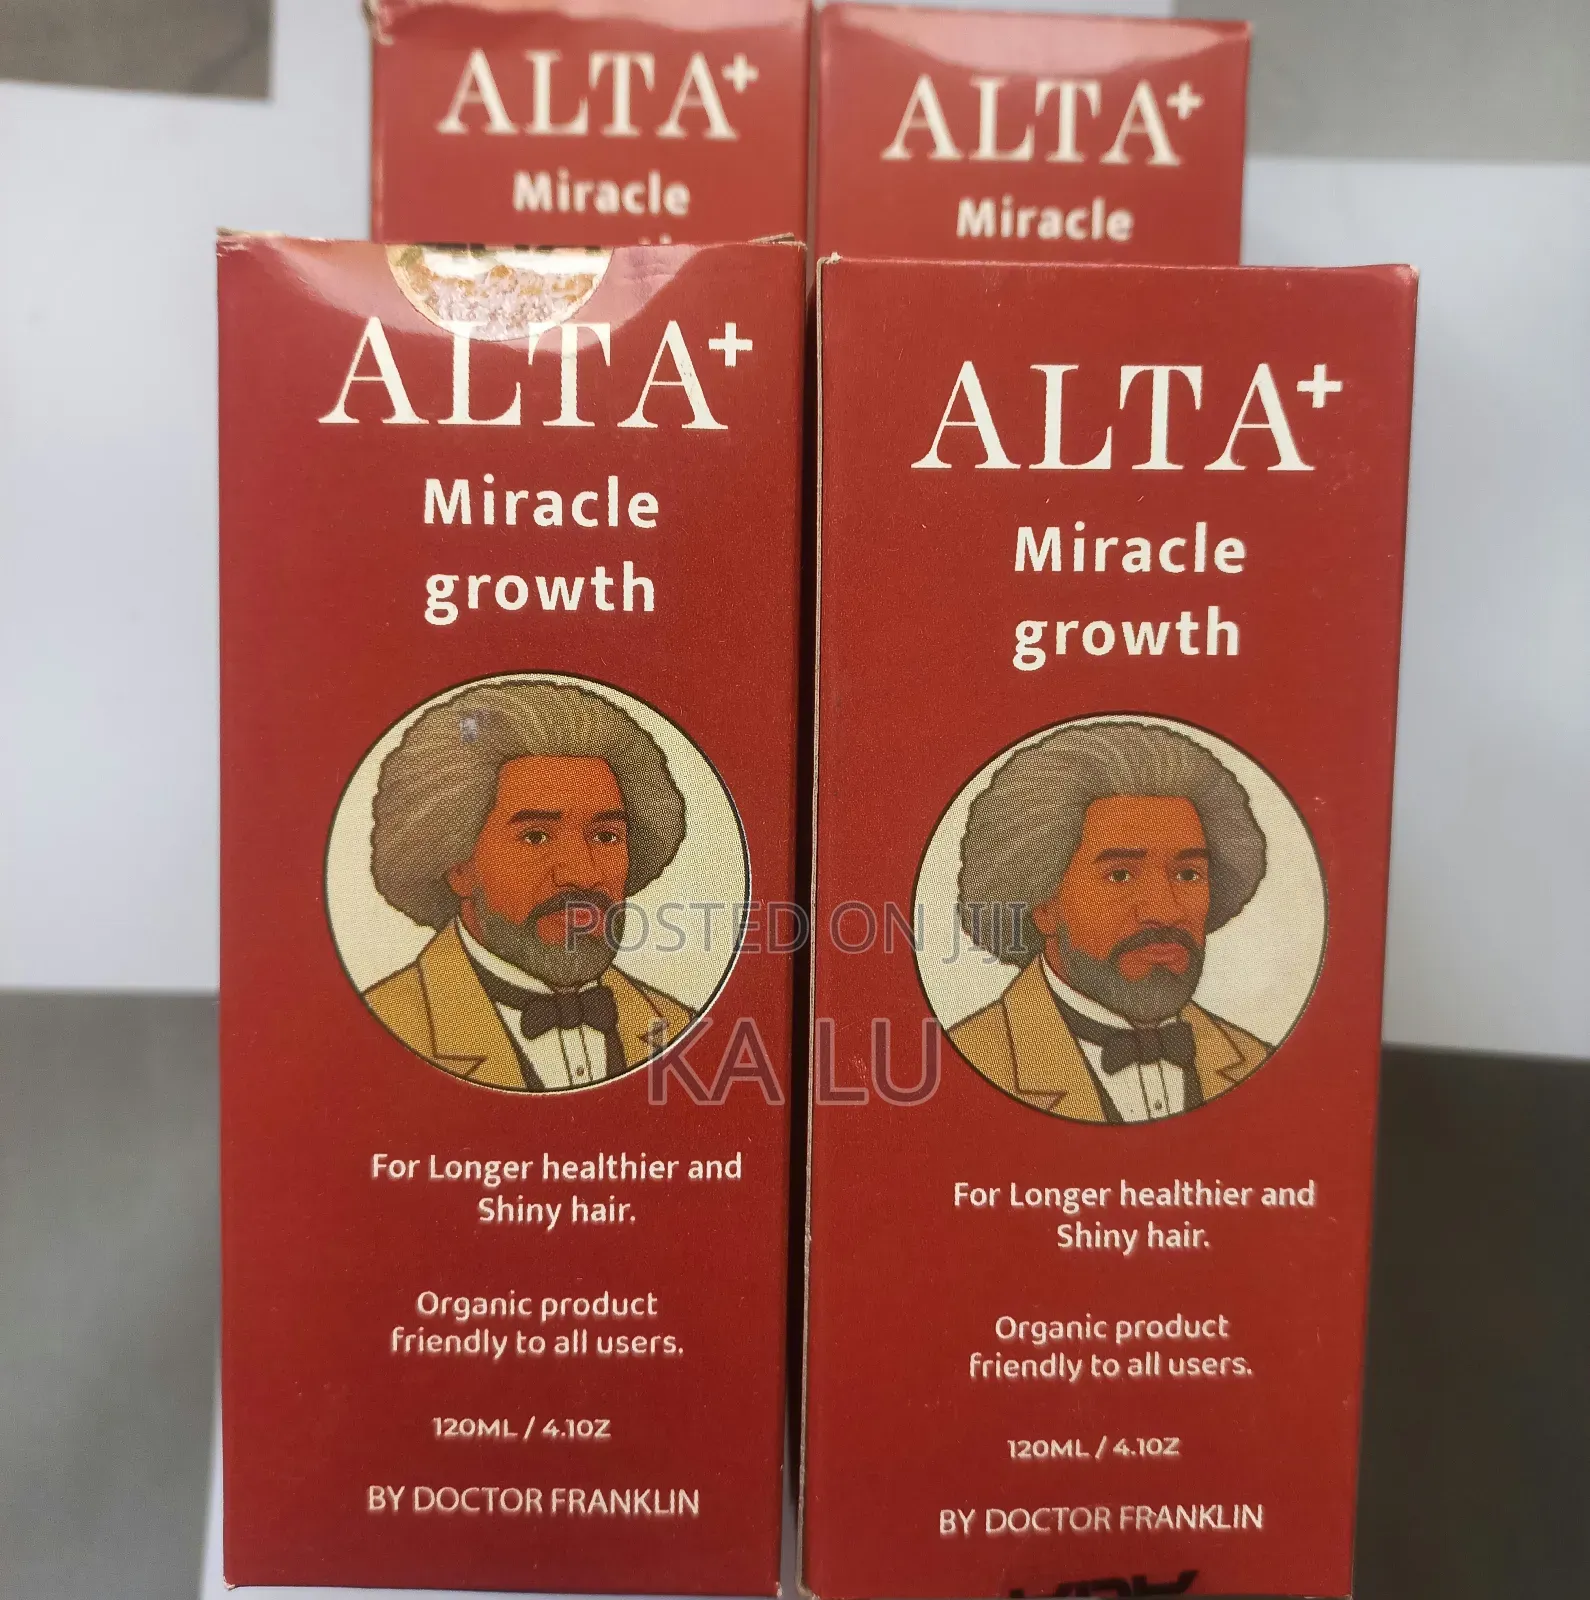 ALTA+
Miracle
ALTA+
Miracle
ALTA+
Miracle
growth
For Longer healthier and
Shiny hair.
Organic product
friendly to all users.
120ML / 4.1OZ
BY DOCTOR FRANKLIN
ALTA+
Miracle
growth
For Longer healthier and
Shiny hair.
Organic product
friendly to all users.
120ML / 4.1OZ
BY DOCTOR FRANKLIN
POSTED ON JIJI
KA LU